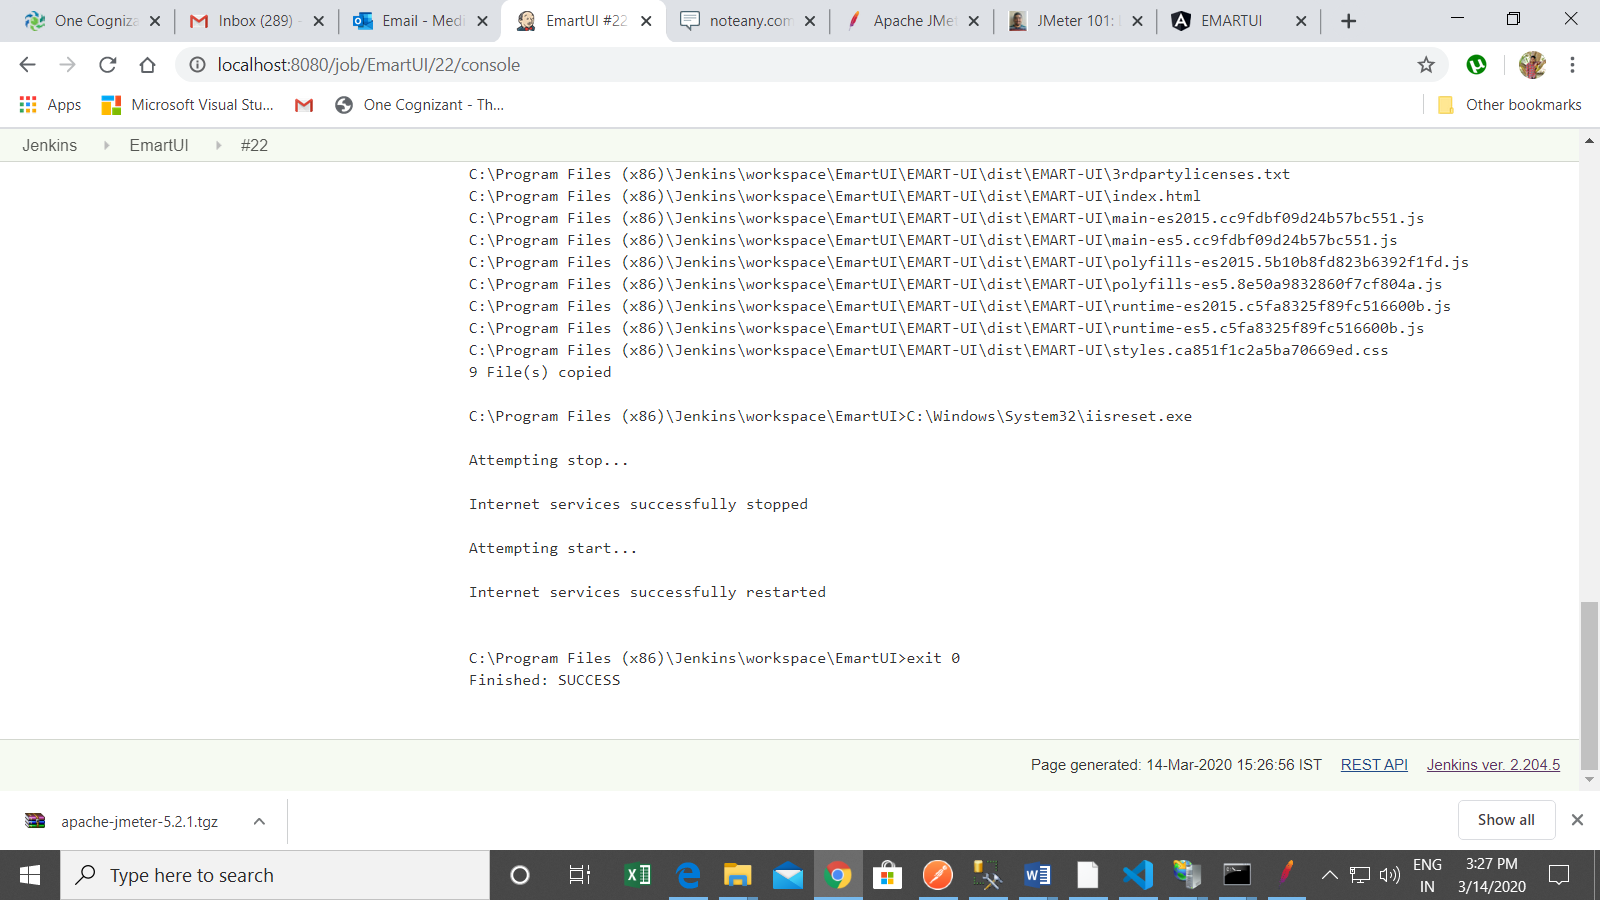 One Cogniza
Inbox (289) -
Email - Medi
EmartUI #22
noteany.com
Apache JMet
JMeter 101:
EMARTUI
localhost:8080/job/EmartUI/22/console
Apps
Microsoft Visual Stu...
One Cognizant - Th...
Other bookmarks
Jenkins
EmartUI
#22
C:\Program Files (x86)\Jenkins\workspace\EmartUI\EMART-UI\dist\EMART-UI\3rdpartylicenses.txt
C:\Program Files (x86)\Jenkins\workspace\EmartUI\EMART-UI\dist\EMART-UI\index.html
C:\Program Files (x86)\Jenkins\workspace\EmartUI\EMART-UI\dist\EMART-UI\main-es2015.cc9fdbf09d24b57bc551.js
C:\Program Files (x86)\Jenkins\workspace\EmartUI\EMART-UI\dist\EMART-UI\main-es5.cc9fdbf09d24b57bc551.js
C:\Program Files (x86)\Jenkins\workspace\EmartUI\EMART-UI\dist\EMART-UI\polyfills-es2015.5b10b8fd823b6392f1fd.js
C:\Program Files (x86)\Jenkins\workspace\EmartUI\EMART-UI\dist\EMART-UI\polyfills-es5.8e50a9832860f7cf804a.js
C:\Program Files (x86)\Jenkins\workspace\EmartUI\EMART-UI\dist\EMART-UI\runtime-es2015.c5fa8325f89fc516600b.js
C:\Program Files (x86)\Jenkins\workspace\EmartUI\EMART-UI\dist\EMART-UI\runtime-es5.c5fa8325f89fc516600b.js
C:\Program Files (x86)\Jenkins\workspace\EmartUI\EMART-UI\dist\EMART-UI\styles.ca851f1c2a5ba70669ed.css
9 File(s) copied
C:\Program Files (x86)\Jenkins\workspace\EmartUI>C:\Windows\System32\iisreset.exe
Attempting stop...
Internet services successfully stopped
Attempting start...
Internet services successfully restarted
C:\Program Files (x86)\Jenkins\workspace\EmartUI>exit 0
Finished: SUCCESS
Page generated: 14-Mar-2020 15:26:56 IST
REST API
Jenkins ver. 2.204.5
apache-jmeter-5.2.1.tgz
Show all
Type here to search
ENG
IN
3:27 PM
3/14/2020